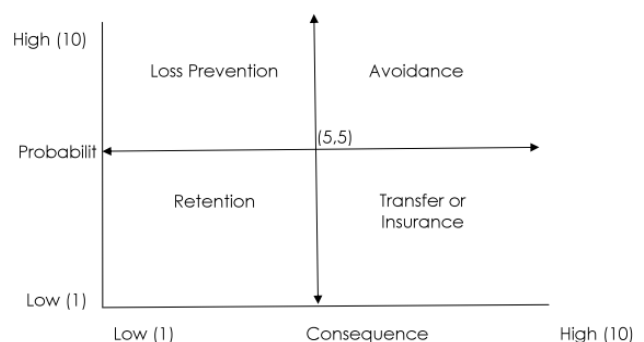 High (10)
Loss Prevention
Avoidance
(5,5)
Probabilit
Retention
Transfer or
Insurance
Low (1)
Low (1)
Consequence
High (10)